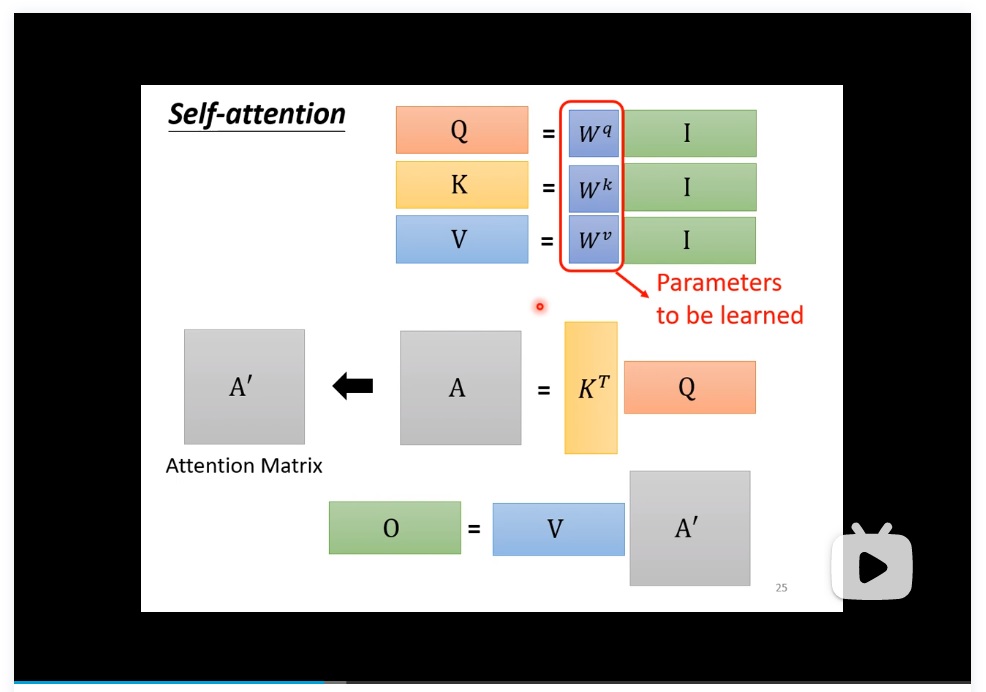 Self-attention
Q = W^q I
K = W^k I
V = W^v I
Parameters
to be learned
A′ A = K^T Q
Attention Matrix
O = V A′
25